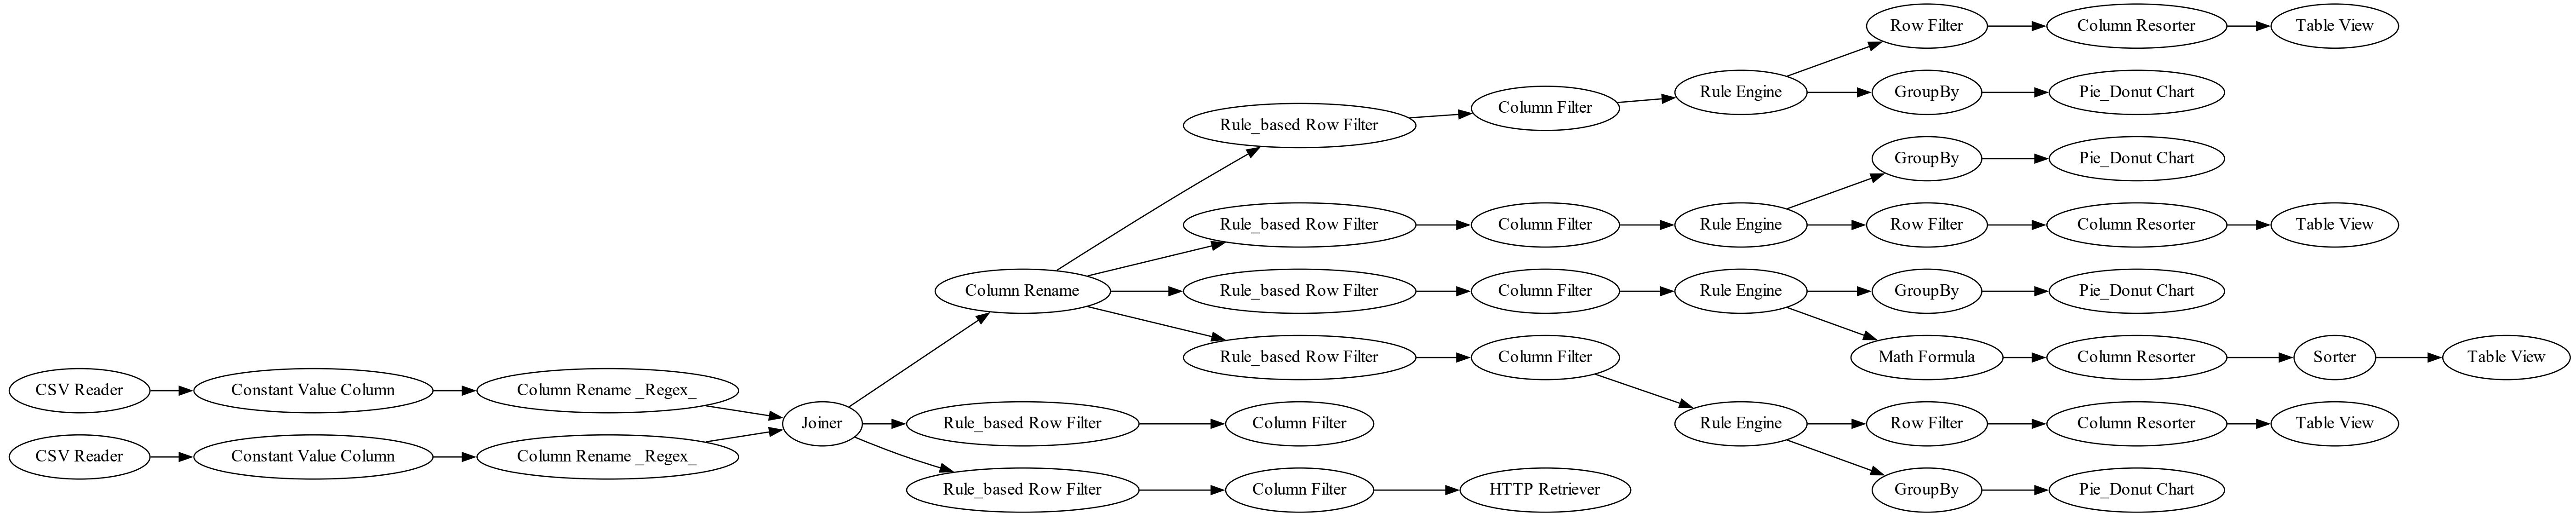 Row Filter
Column Resorter
Table View
Column Filter
Rule Engine
GroupBy
Pie_Donut Chart
Rule_based Row Filter
GroupBy
Pie_Donut Chart
Rule_based Row Filter
Column Filter
Rule Engine
Row Filter
Column Resorter
Table View
Column Rename
Rule_based Row Filter
Column Filter
Rule Engine
GroupBy
Pie_Donut Chart
Rule_based Row Filter
Column Filter
Math Formula
Column Resorter
Sorter
Table View
CSV Reader
Constant Value Column
Column Rename _Regex_
Joiner
Rule_based Row Filter
Column Filter
Rule Engine
Row Filter
Column Resorter
Table View
CSV Reader
Constant Value Column
Column Rename _Regex_
Rule_based Row Filter
Column Filter
HTTP Retriever
GroupBy
Pie_Donut Chart